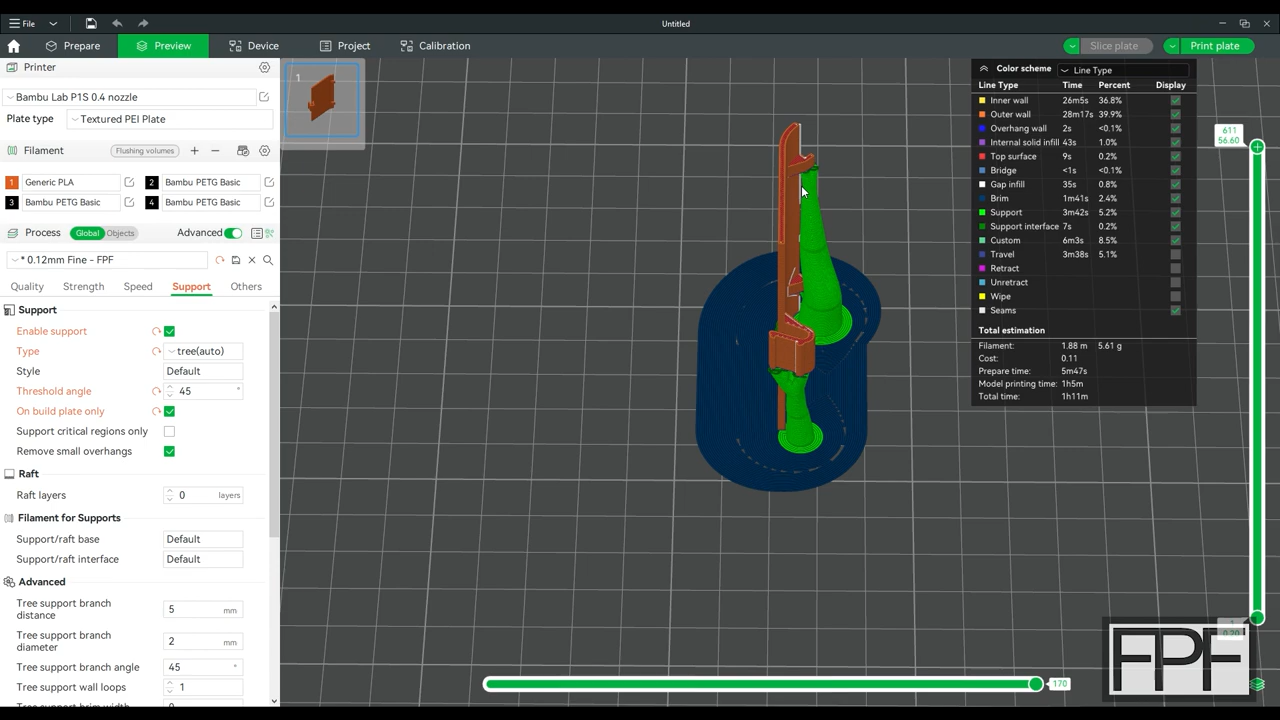 File
Untitled
Prepare
Preview
Device
Project
Calibration
Slice plate
Print plate
Printer
Bambu Lab P1S 0.4 nozzle
Plate type
Textured PEI Plate
Filament
Flushing volumes
1 Generic PLA
2 Bambu PETG Basic
3 Bambu PETG Basic
4 Bambu PETG Basic
Process
Global Objects
Advanced
* 0.12mm Fine - FPF
Quality Strength Speed Support Others
Support
Enable support
Type tree(auto)
Style Default
Threshold angle 45 °
On build plate only
Support critical regions only
Remove small overhangs
Raft
Raft layers 0 layers
Filament for Supports
Support/raft base Default
Support/raft interface Default
Advanced
Tree support branch
distance
5 mm
Tree support branch
diameter
2 mm
Tree support branch angle 45 °
Tree support wall loops 1
1
Color scheme Line Type
Line Type Time Percent Display
Inner wall 26m5s 36.8%
Outer wall 28m17s 39.9%
Overhang wall 2s <0.1%
Internal solid infill 43s 1.0%
Top surface 9s 0.2%
Bridge <1s <0.1%
Gap infill 35s 0.8%
Brim 1m41s 2.4%
Support 3m42s 5.2%
Support interface 7s 0.2%
Custom 6m3s 8.5%
Travel 3m38s 5.1%
Retract
Unretract
Wipe
Seams
Total estimation
Filament: 1.88 m 5.61 g
Cost: 0.11
Prepare time: 5m47s
Model printing time: 1h5m
Total time: 1h11m
611
56.60
0.20
170
FPF